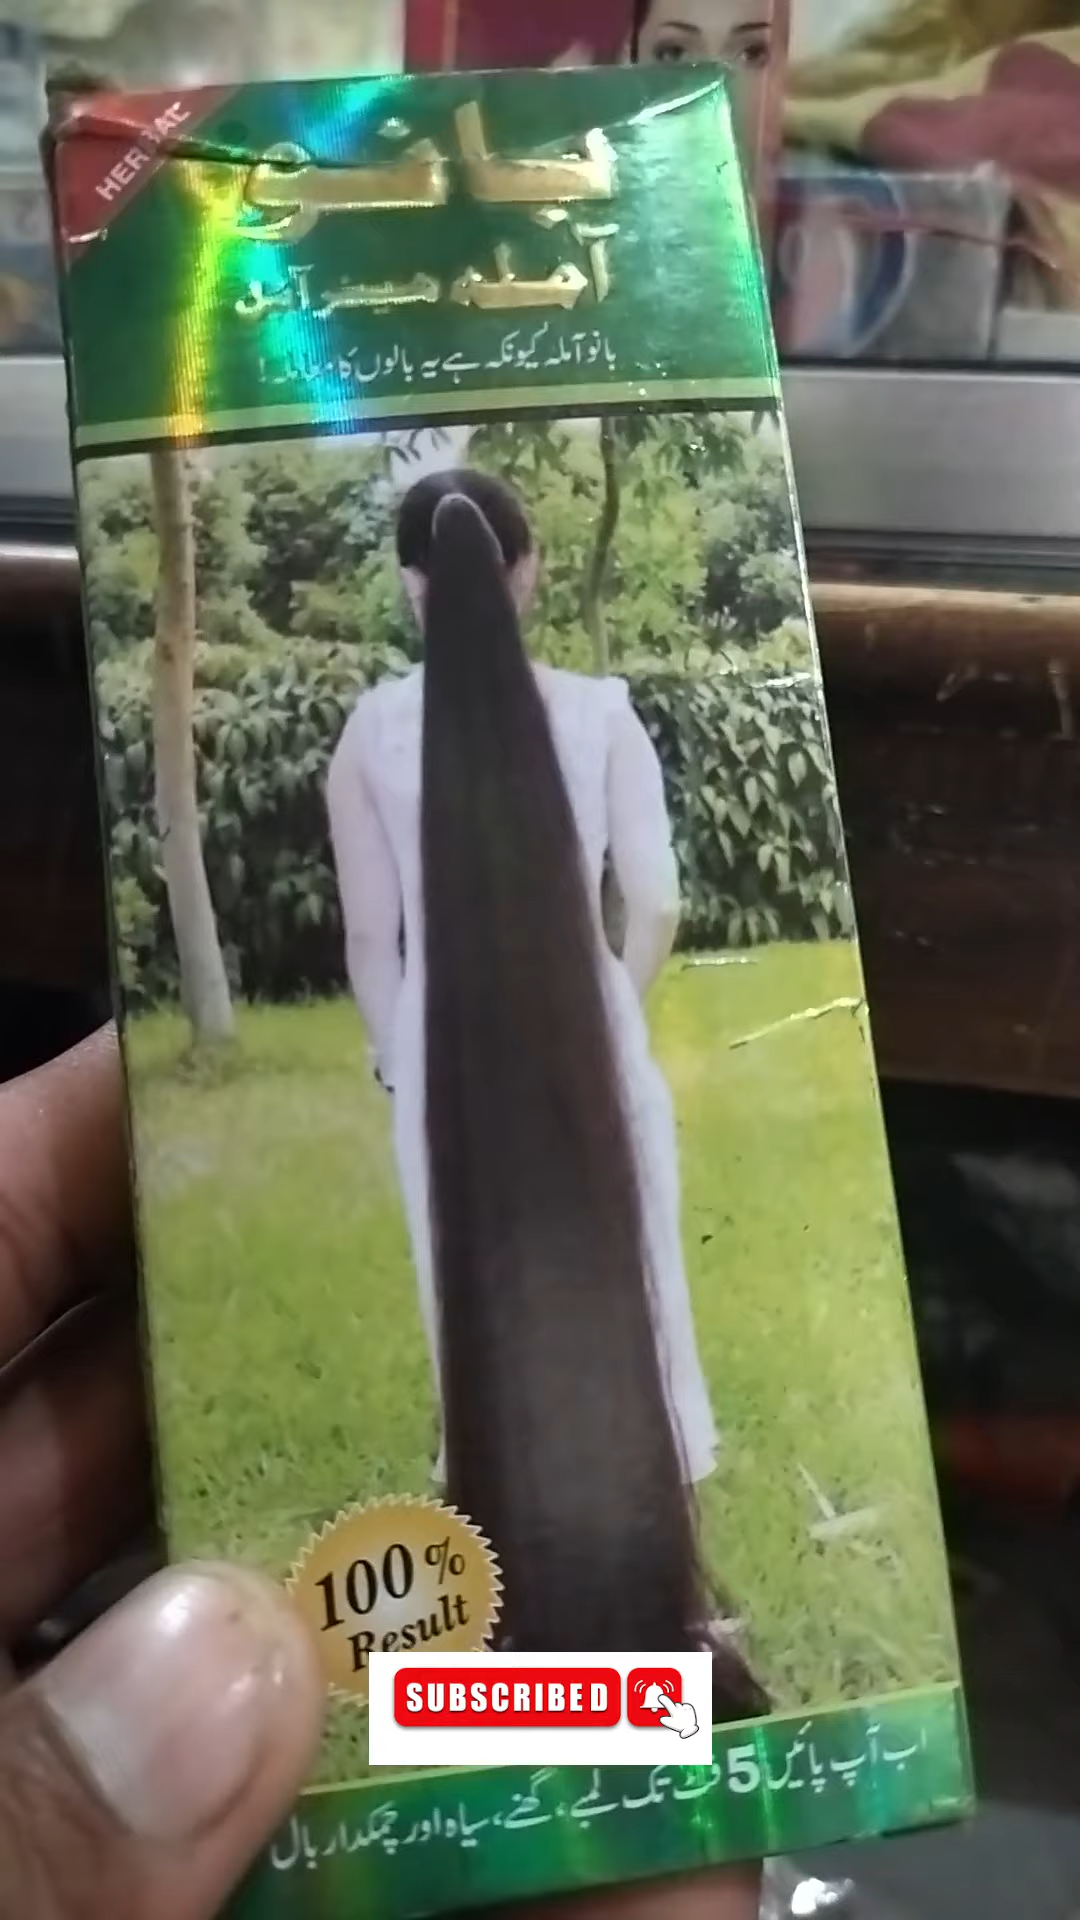 HERBAL
بانو
آملہ ہیئر آئل
بانو آملہ کیونکہ ہے یہ بالوں کا معاملہ!
100%
Result
SUBSCRIBED
اب آپ پائیں 5 فٹ تک لمبے، گھنے، سیاہ اور چمکدار بال